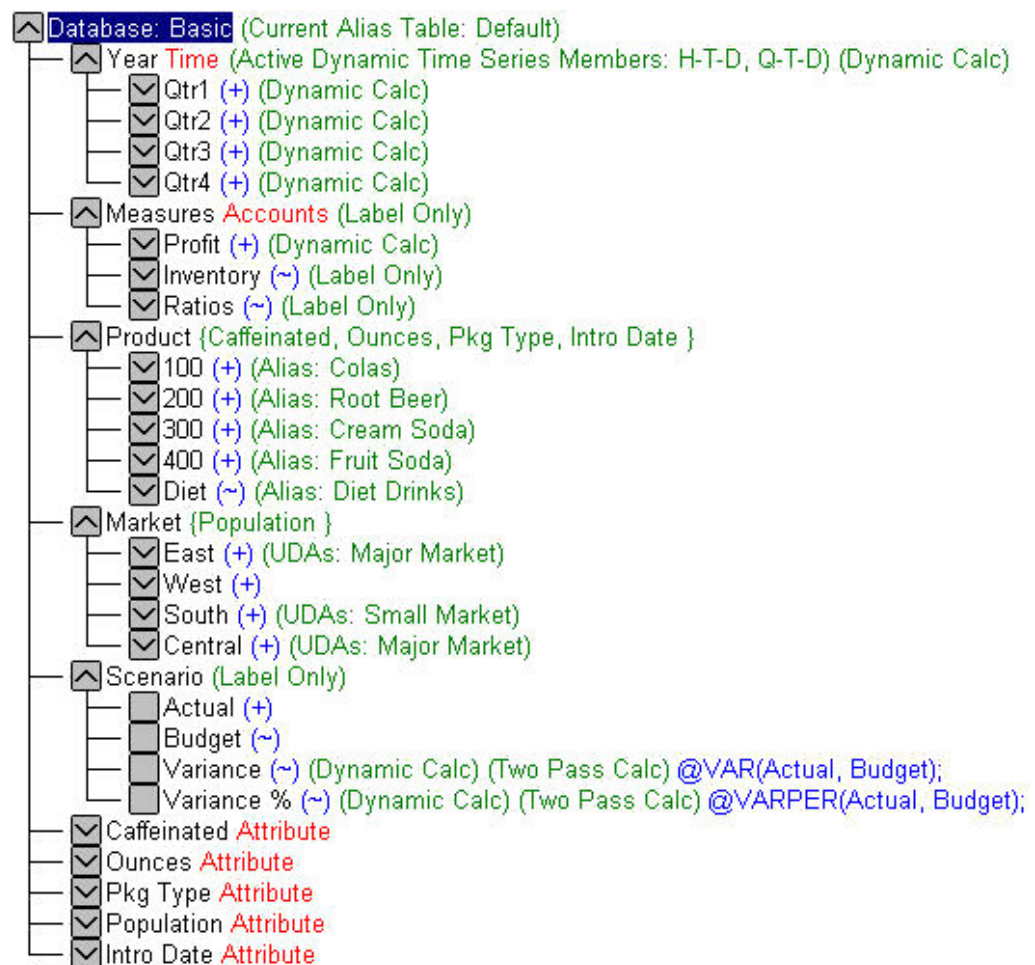 Database: Basic (Current Alias Table: Default)
Year Time (Active Dynamic Time Series Members: H-T-D, Q-T-D) (Dynamic Calc)
Qtr1 (+) (Dynamic Calc)
Qtr2 (+) (Dynamic Calc)
Qtr3 (+) (Dynamic Calc)
Qtr4 (+) (Dynamic Calc)
Measures Accounts (Label Only)
Profit (+) (Dynamic Calc)
Inventory (~) (Label Only)
Ratios (~) (Label Only)
Product {Caffeinated, Ounces, Pkg Type, Intro Date }
100 (+) (Alias: Colas)
200 (+) (Alias: Root Beer)
300 (+) (Alias: Cream Soda)
400 (+) (Alias: Fruit Soda)
Diet (~) (Alias: Diet Drinks)
Market {Population }
East (+) (UDAs: Major Market)
West (+)
South (+) (UDAs: Small Market)
Central (+) (UDAs: Major Market)
Scenario (Label Only)
Actual (+)
Budget (~)
Variance (~) (Dynamic Calc) (Two Pass Calc) @VAR(Actual, Budget);
Variance % (~) (Dynamic Calc) (Two Pass Calc) @VARPER(Actual, Budget);
Caffeinated Attribute
Ounces Attribute
Pkg Type Attribute
Population Attribute
Intro Date Attribute